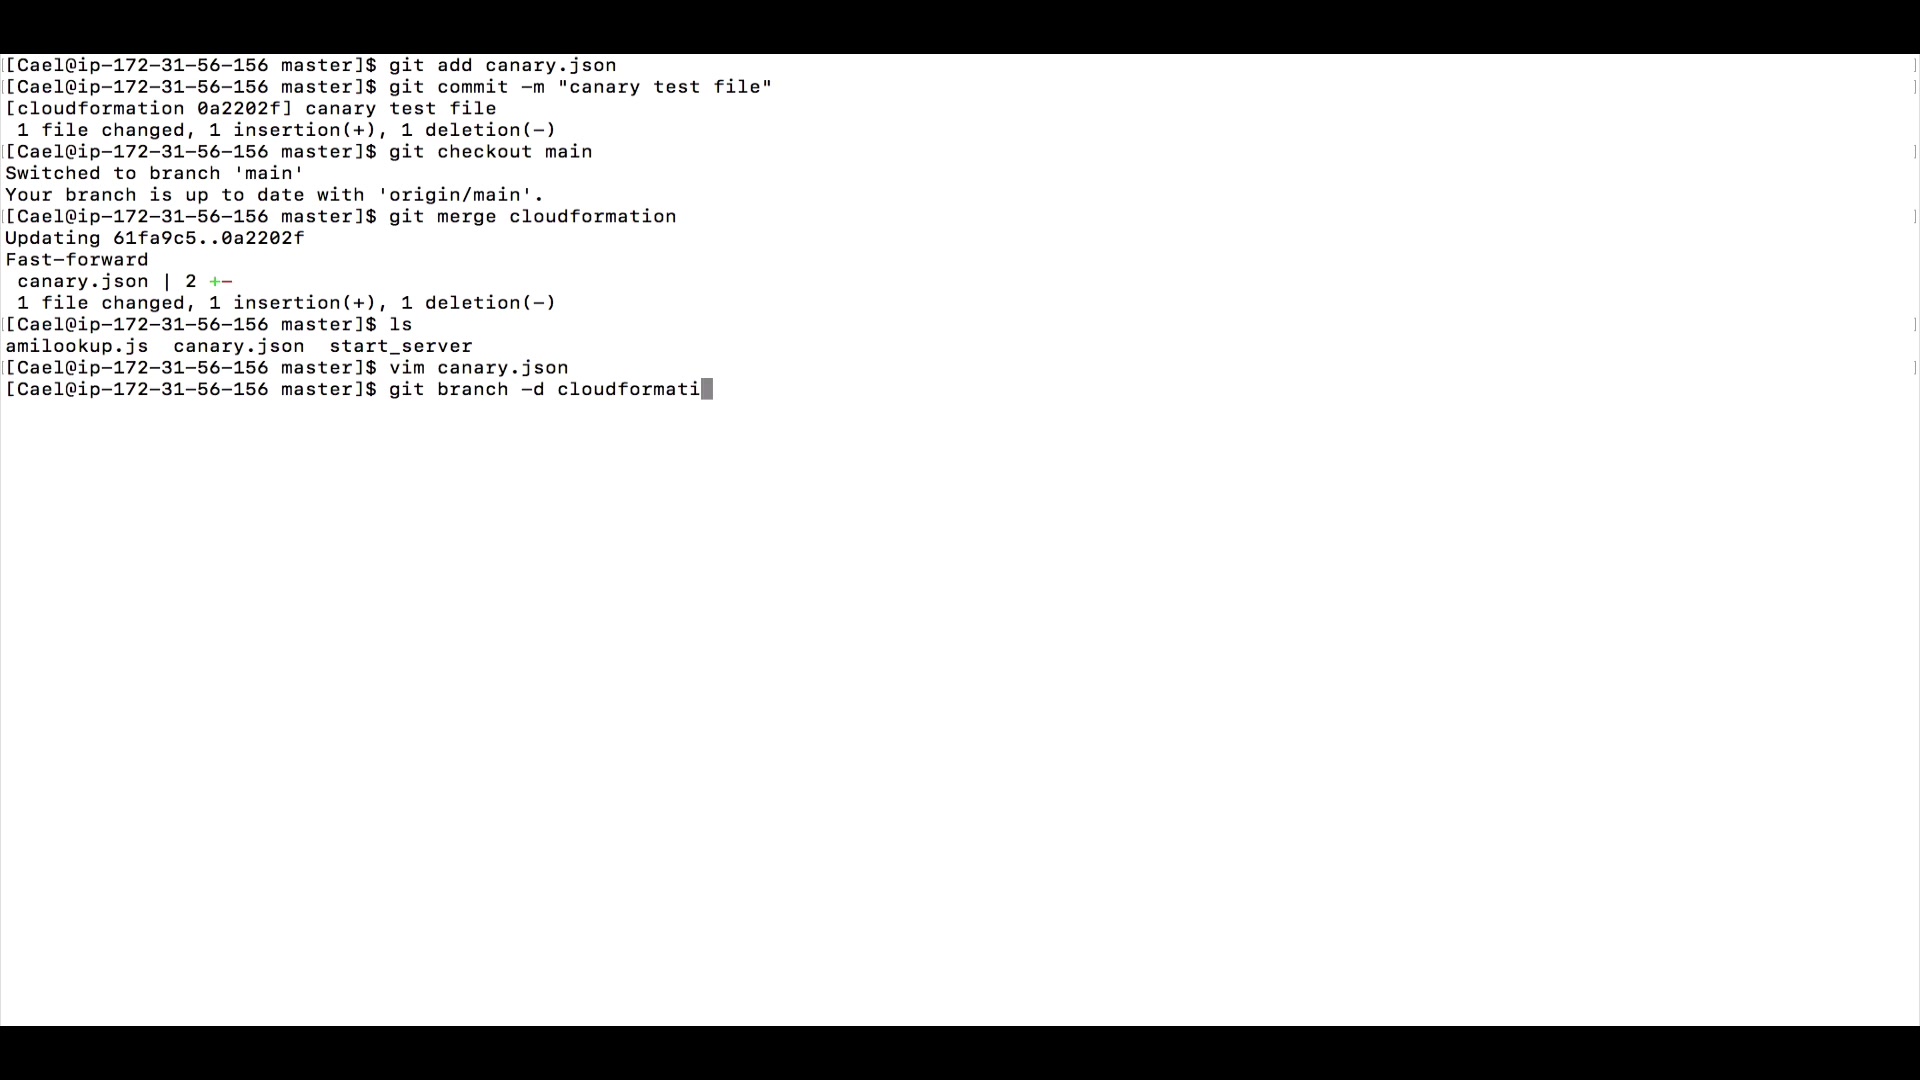 [Cael@ip-172-31-56-156 master]$ git add canary.json
[Cael@ip-172-31-56-156 master]$ git commit -m "canary test file"
[cloudformation 0a2202f] canary test file
 1 file changed, 1 insertion(+), 1 deletion(-)
[Cael@ip-172-31-56-156 master]$ git checkout main
Switched to branch 'main'
Your branch is up to date with 'origin/main'.
[Cael@ip-172-31-56-156 master]$ git merge cloudformation
Updating 61fa9c5..0a2202f
Fast-forward
 canary.json | 2 +-
 1 file changed, 1 insertion(+), 1 deletion(-)
[Cael@ip-172-31-56-156 master]$ ls
amilookup.js  canary.json  start_server
[Cael@ip-172-31-56-156 master]$ vim canary.json
[Cael@ip-172-31-56-156 master]$ git branch -d cloudformati